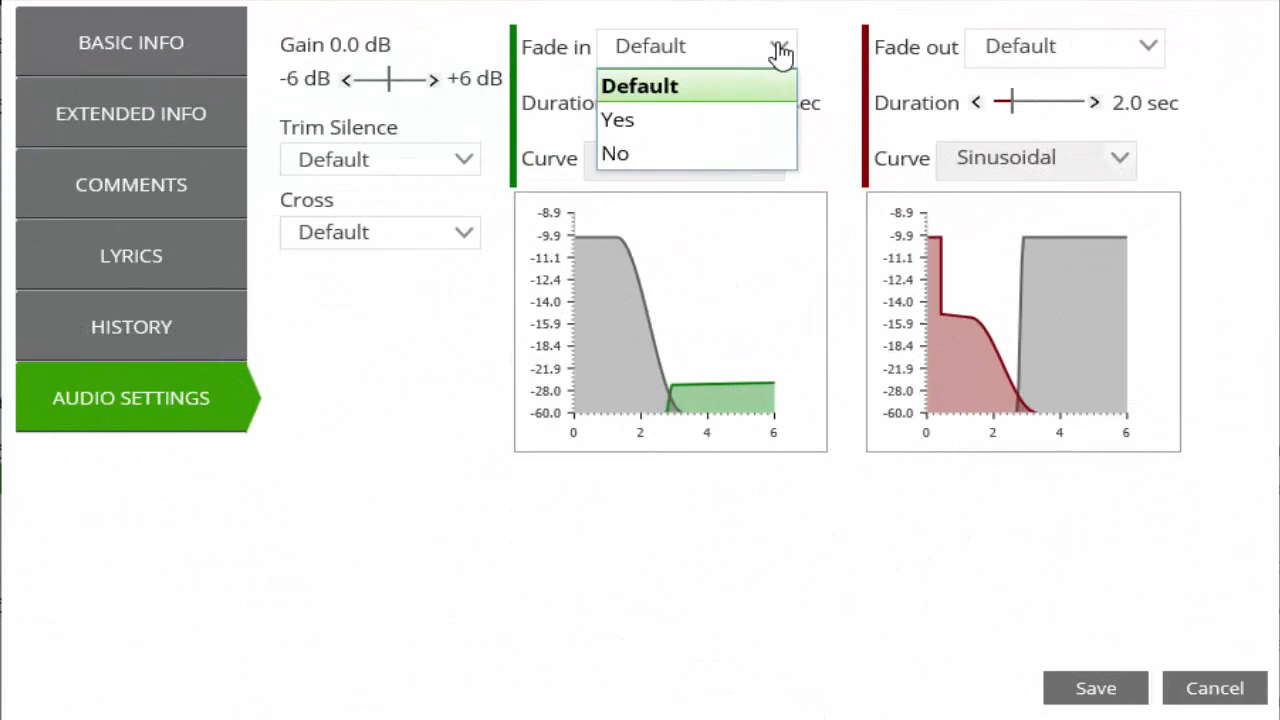 BASIC INFO
EXTENDED INFO
COMMENTS
LYRICS
HISTORY
AUDIO SETTINGS
Gain 0.0 dB
-6 dB < > +6 dB
Trim Silence
Default
Cross
Default
Fade in Default
Default
Yes
No
Duratio ec
Curve
-8.9
-9.9
-11.1
-12.4
-14.0
-15.9
-18.4
-21.9
-28.0
-60.0
0 2 4 6
Fade out Default
Duration < > 2.0 sec
Curve Sinusoidal
-8.9
-9.9
-11.1
-12.4
-14.0
-15.9
-18.4
-21.9
-28.0
-60.0
0 2 4 6
Save Cancel